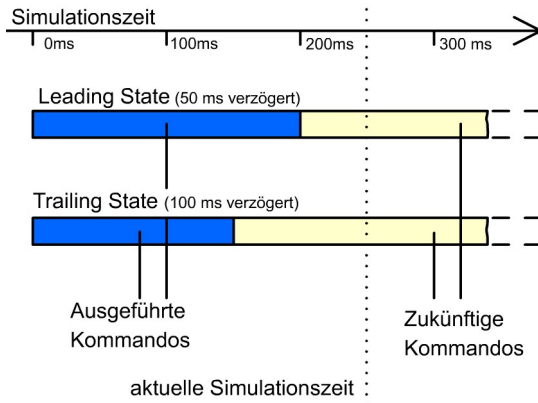 Simulationszeit
0ms 100ms 200ms 300 ms
Leading State (50 ms verzögert)
Trailing State (100 ms verzögert)
Ausgeführte
Kommandos
Zukünftige
Kommandos
aktuelle Simulationszeit